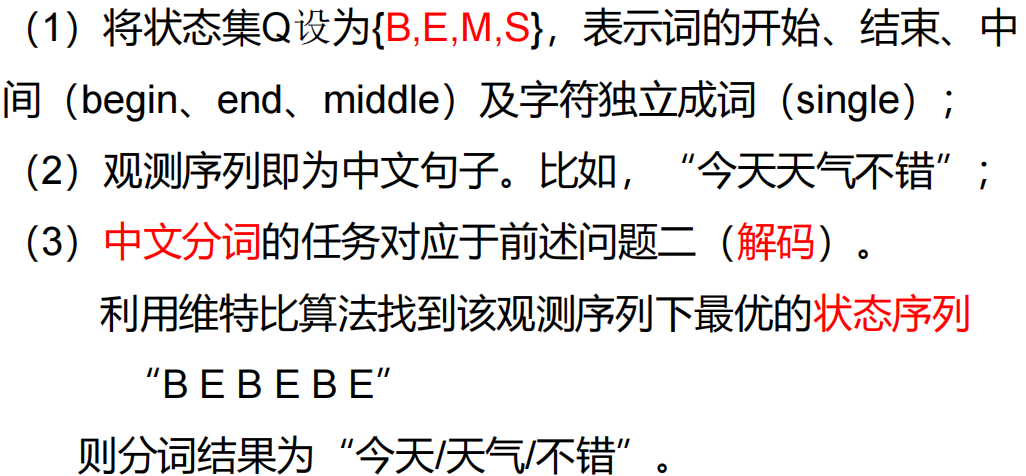 （1）将状态集Q设为{B,E,M,S}，表示词的开始、结束、中
间（begin、end、middle）及字符独立成词（single）；
（2）观测序列即为中文句子。比如，“今天天气不错”；
（3）中文分词的任务对应于前述问题二（解码）。
利用维特比算法找到该观测序列下最优的状态序列
“B E B E B E”
则分词结果为“今天/天气/不错”。